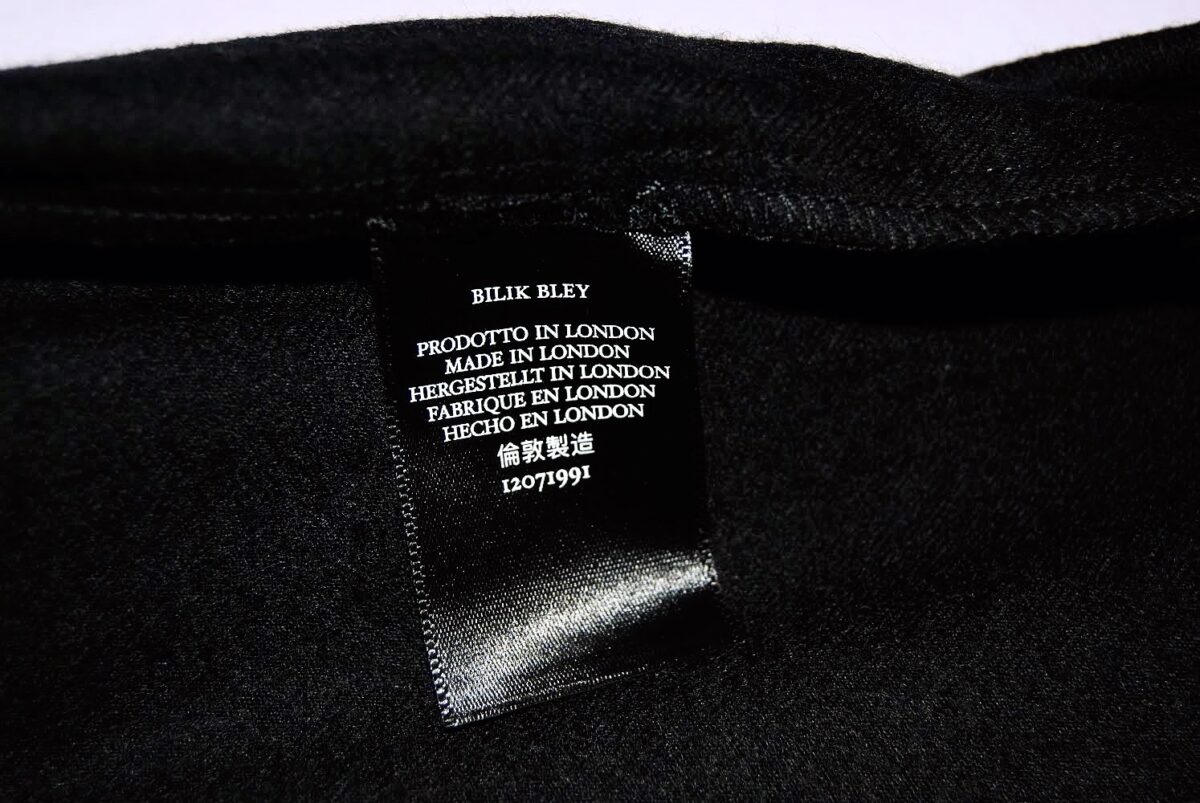 BILIK BLEY
PRODOTTO IN LONDON
MADE IN LONDON
HERGESTELLT IN LONDON
FABRIQUE EN LONDON
HECHO EN LONDON
倫敦製造
12071991